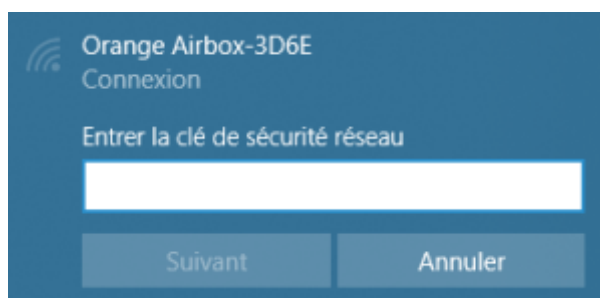 Orange Airbox-3D6E
Connexion
Entrer la clé de sécurité réseau
Suivant
Annuler